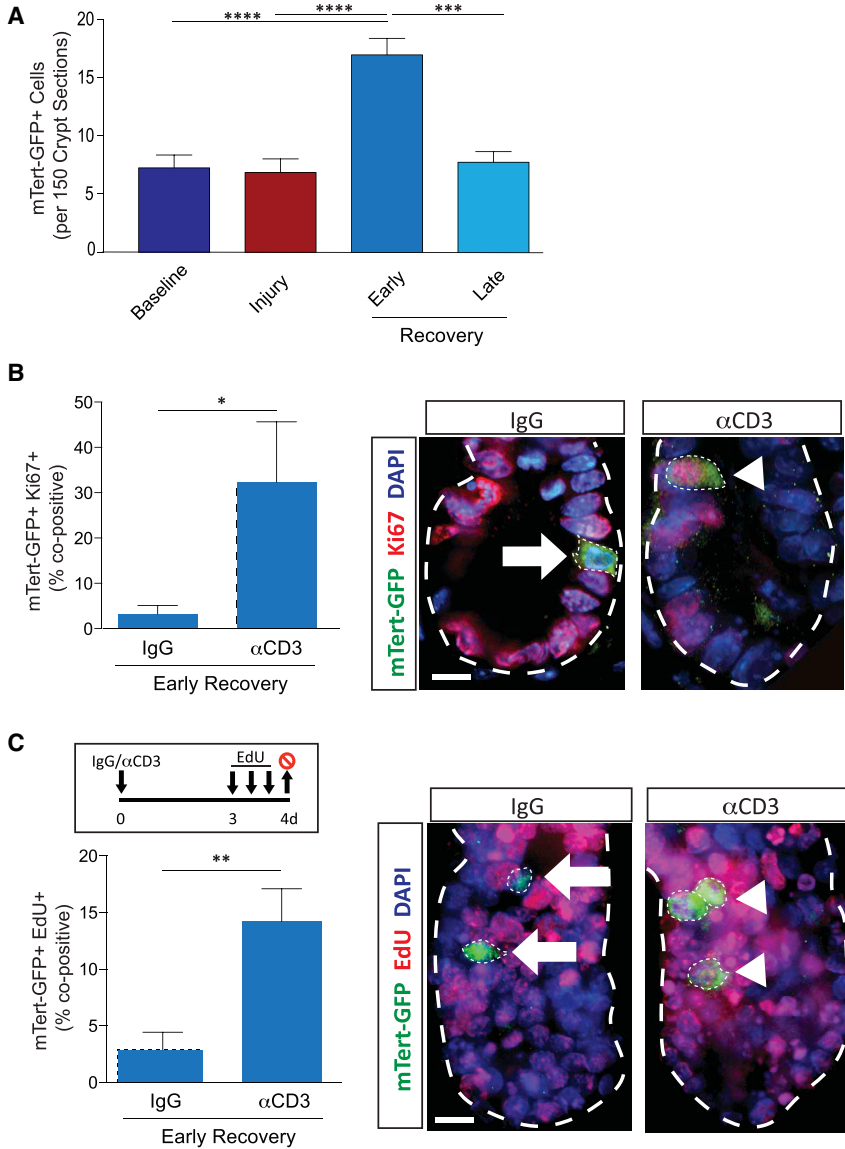 A
****
****
***
20
15
10
5
0
mTert-GFP+ Cells
(per 150 Crypt Sections)
Baseline
Injury
Early
Late
Recovery
B
50
40
30
20
10
0
mTert-GFP+ Ki67+
(% co-positive)
*
IgG
αCD3
Early Recovery
mTert-GFP Ki67 DAPI
IgG
αCD3
C
IgG/αCD3
EdU
0
3
4d
20
15
10
5
0
mTert-GFP+ EdU+
(% co-positive)
**
IgG
αCD3
Early Recovery
mTert-GFP EdU DAPI
IgG
αCD3